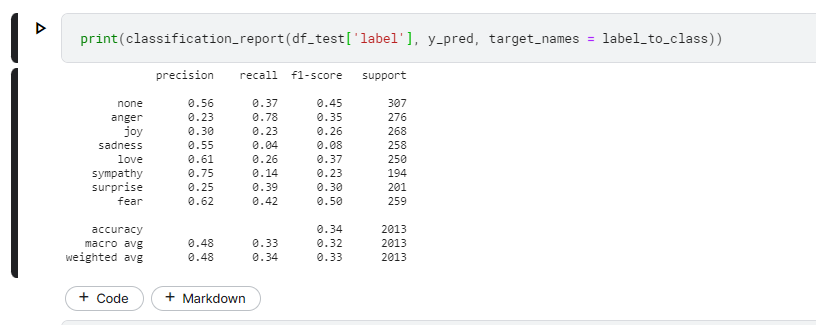 print(classification_report(df_test['label'], y_pred, target_names = label_to_class))
precision recall f1-score support
none 0.56 0.37 0.45 307
anger 0.23 0.78 0.35 276
joy 0.30 0.23 0.26 268
sadness 0.55 0.04 0.08 258
love 0.61 0.26 0.37 250
sympathy 0.75 0.14 0.23 194
surprise 0.25 0.39 0.30 201
fear 0.62 0.42 0.50 259
accuracy 0.34 2013
macro avg 0.48 0.33 0.32 2013
weighted avg 0.48 0.34 0.33 2013
+ Code + Markdown